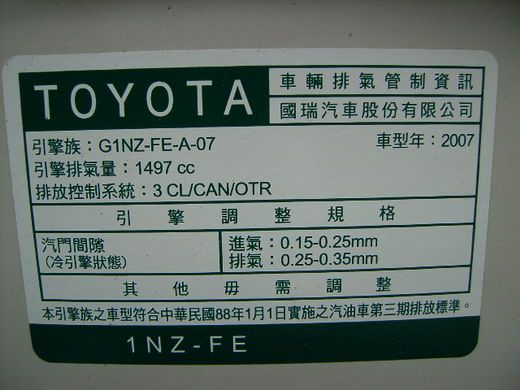 TOYOTA
車輛排氣管制資訊
國瑞汽車股份有限公司
引擎族：G1NZ-FE-A-07
車型年：2007
引擎排氣量：1497 cc
排放控制系統：3 CL/CAN/OTR
引擎調整規格
汽門間隙
(冷引擎狀態)
進氣：0.15-0.25mm
排氣：0.25-0.35mm
其他毋需調整
本引擎族之車型符合中華民國88年1月1日實施之汽油車第三期排放標準。
1NZ-FE